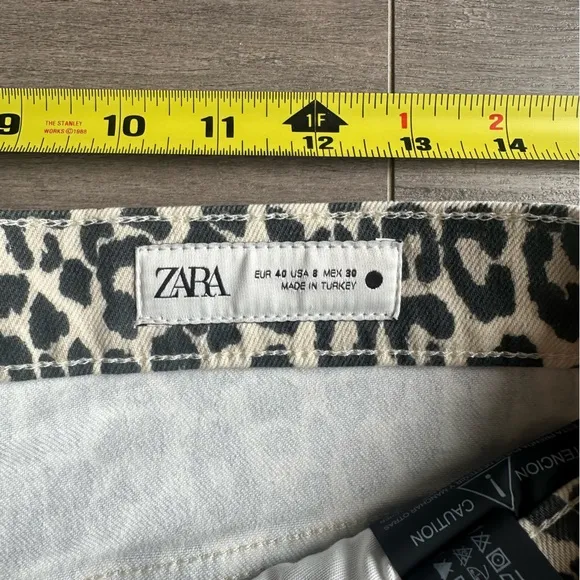 9 THE STANLEY WORKS ©1988 10 11 1F 12 1 13 2 14
ZARA
EUR 40 USA 8 MEX 30
MADE IN TURKEY
CAUTION